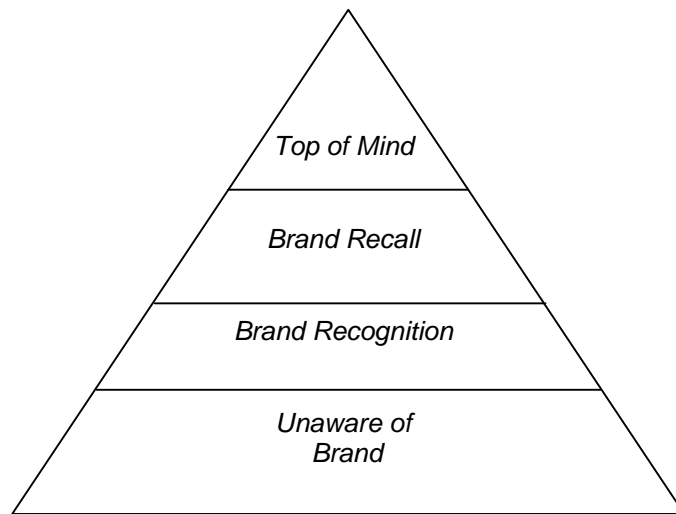 Top of Mind
Brand Recall
Brand Recognition
Unaware of
Brand